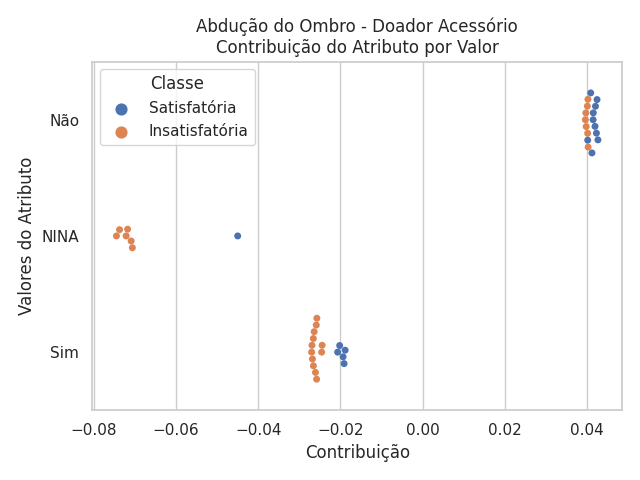 Abdução do Ombro - Doador Acessório
Contribuição do Atributo por Valor
Classe
Satisfatória
Insatisfatória
Valores do Atributo
Não
NINA
Sim
−0.08 −0.06 −0.04 −0.02 0.00 0.02 0.04
Contribuição